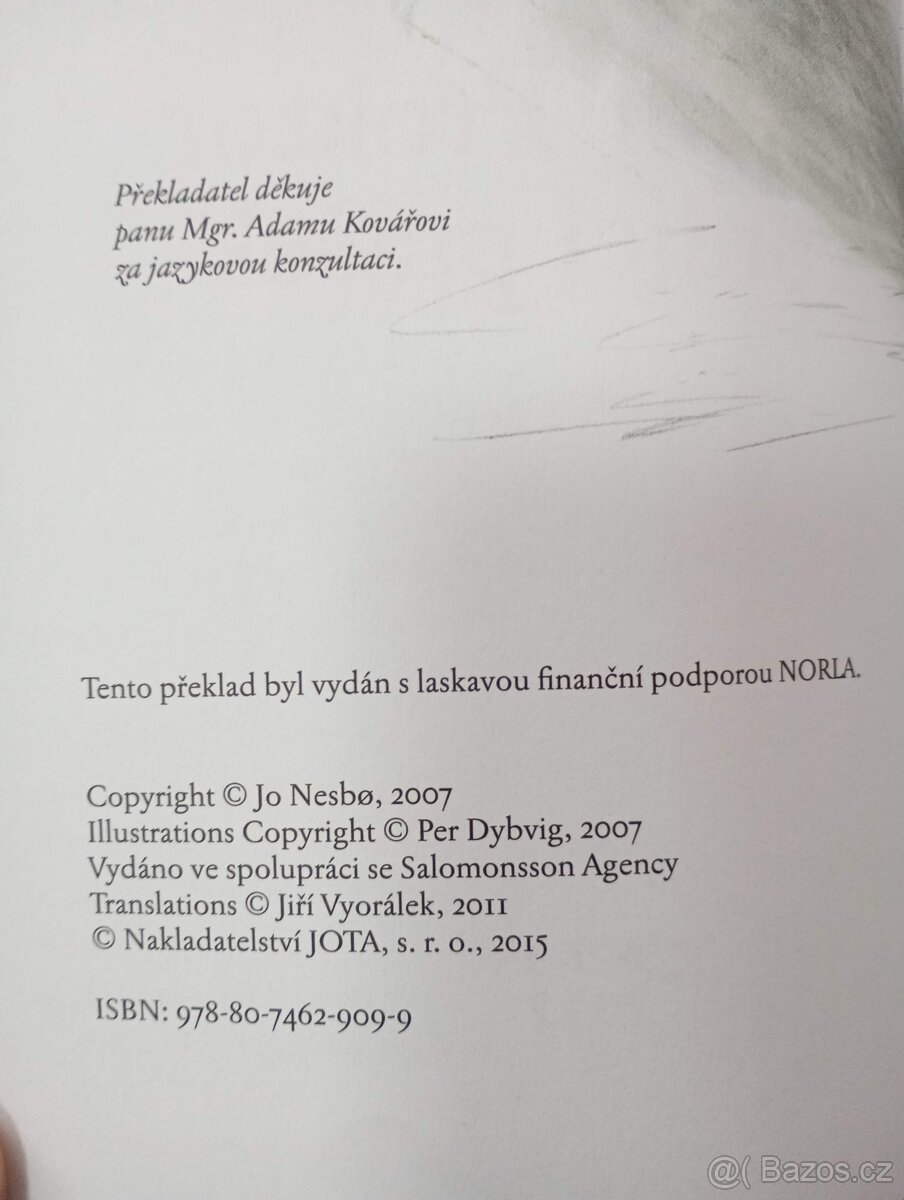 Překladatel děkuje
panu Mgr. Adamu Kovářovi
za jazykovou konzultaci.
Tento překlad byl vydán s laskavou finanční podporou NORLA.
Copyright © Jo Nesbø, 2007
Illustrations Copyright © Per Dybvig, 2007
Vydáno ve spolupráci se Salomonsson Agency
Translations © Jiří Vyorálek, 2011
© Nakladatelství JOTA, s. r. o., 2015
ISBN: 978-80-7462-909-9
@( Bazos.cz